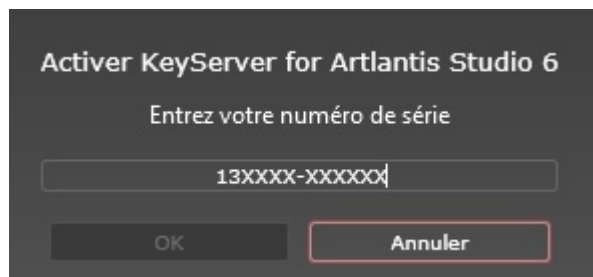 Activer KeyServer for Artlantis Studio 6
Entrez votre numéro de série
13XXXX-XXXXXX
OK
Annuler